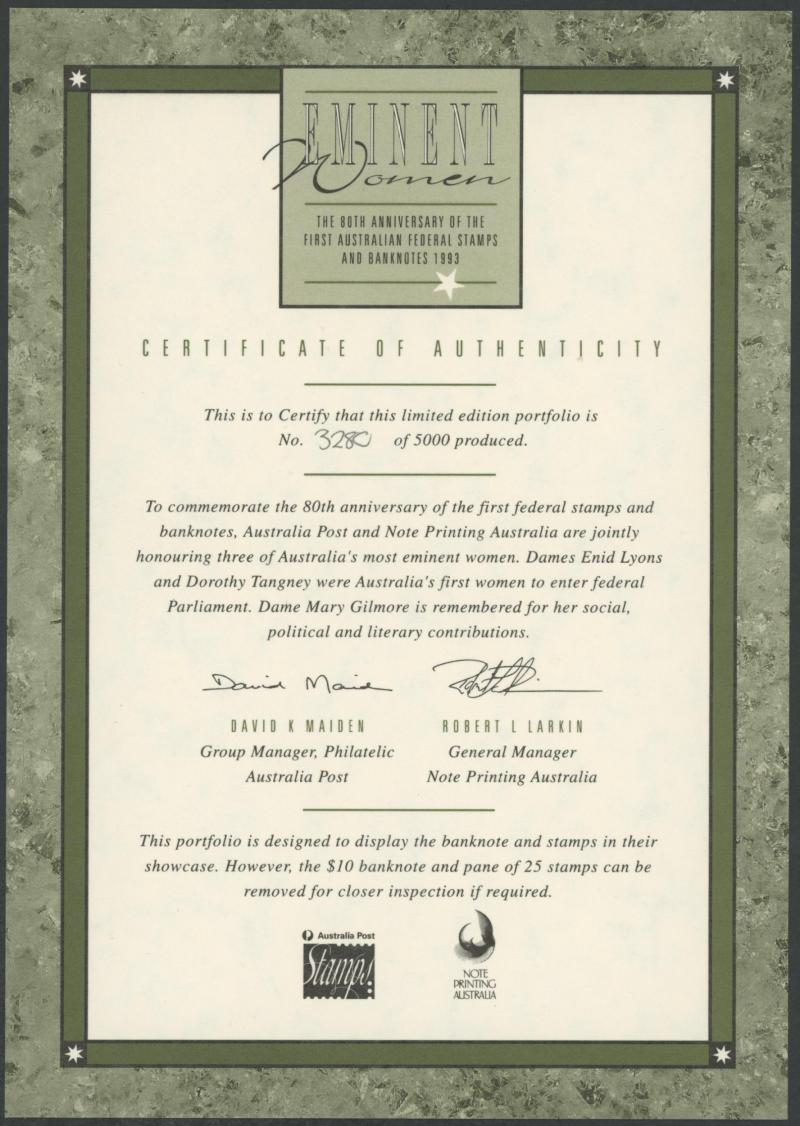 EMINENT
Women
THE 80TH ANNIVERSARY OF THE
FIRST AUSTRALIAN FEDERAL STAMPS
AND BANKNOTES 1993
CERTIFICATE OF AUTHENTICITY
This is to Certify that this limited edition portfolio is
No. 3280 of 5000 produced.
To commemorate the 80th anniversary of the first federal stamps and
banknotes, Australia Post and Note Printing Australia are jointly
honouring three of Australia's most eminent women. Dames Enid Lyons
and Dorothy Tangney were Australia's first women to enter federal
Parliament. Dame Mary Gilmore is remembered for her social,
political and literary contributions.
David Maid
DAVID K MAIDEN
Group Manager, Philatelic
Australia Post
ROBERT L LARKIN
General Manager
Note Printing Australia
This portfolio is designed to display the banknote and stamps in their
showcase. However, the $10 banknote and pane of 25 stamps can be
removed for closer inspection if required.
Australia Post
Stamps!
NOTE
PRINTING
AUSTRALIA